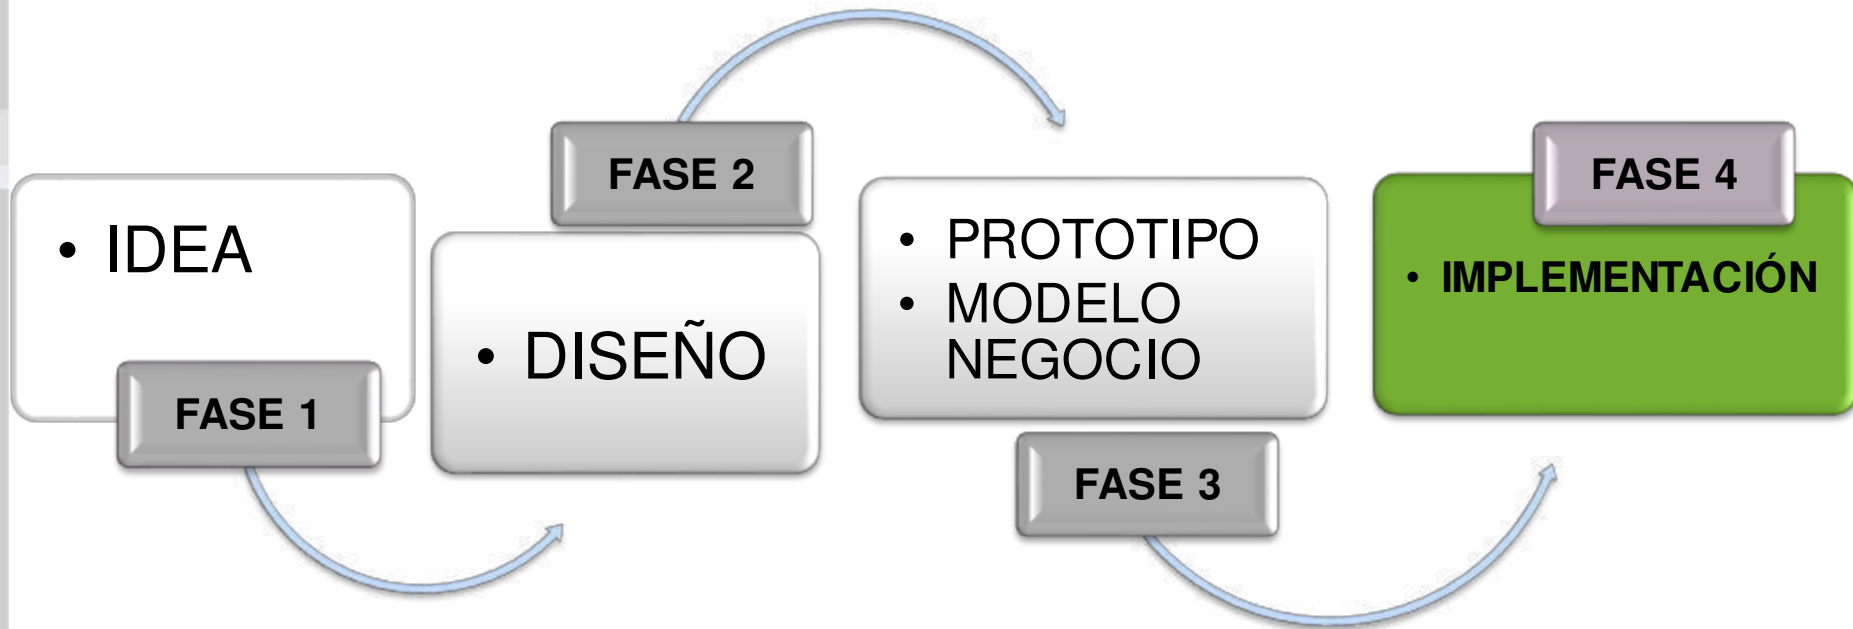 • IDEA
FASE 1
FASE 2
• DISEÑO
• PROTOTIPO
• MODELO
NEGOCIO
FASE 3
FASE 4
• IMPLEMENTACIÓN